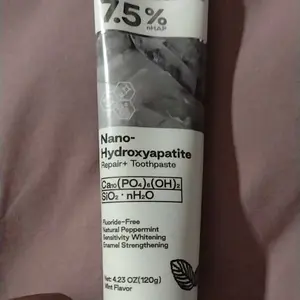 7.5%
nHAP
Nano-
Hydroxyapatite
Repair+ Toothpaste
Ca₁₀(PO₄)₆(OH)₂
SiO₂ · nH₂O
Fluoride-Free
Natural Peppermint
Sensitivity Whitening
Enamel Strengthening
Net 4.23 OZ(120g)
Mint Flavor